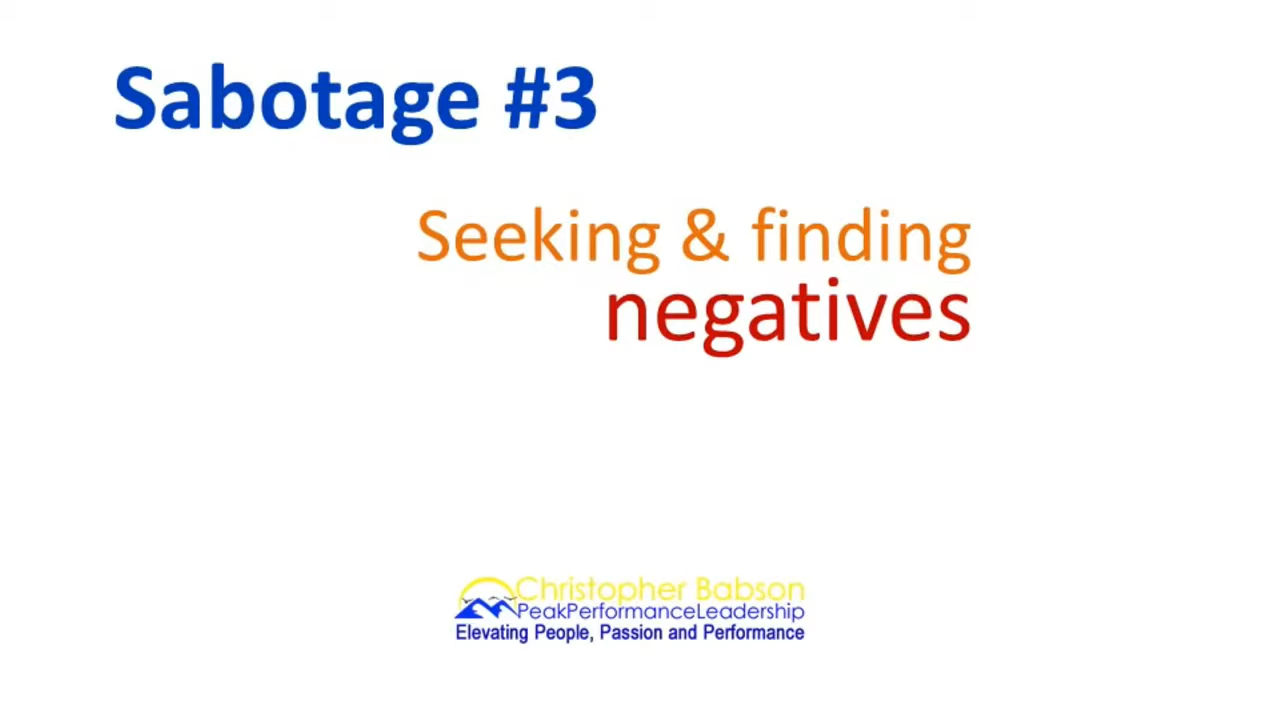 Sabotage #3
Seeking & finding
negatives
Christopher Babson
PeakPerformanceLeadership
Elevating People, Passion and Performance